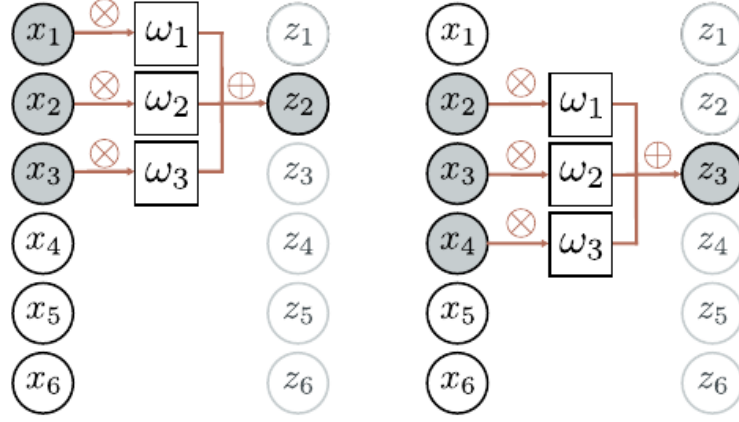 x₁ ⊗ ω₁ z₁
x₂ ⊗ ω₂ ⊕ z₂
x₃ ⊗ ω₃ z₃
x₄ z₄
x₅ z₅
x₆ z₆
x₁ z₁
x₂ ⊗ ω₁ z₂
x₃ ⊗ ω₂ ⊕ z₃
x₄ ⊗ ω₃ z₄
x₅ z₅
x₆ z₆